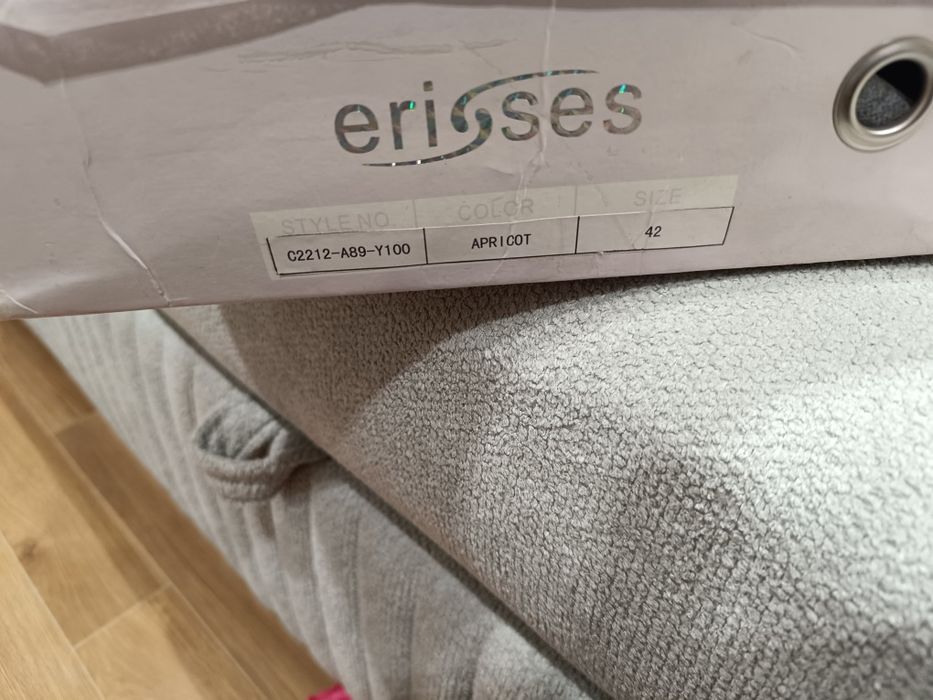 erisses
STYLE NO. COLOR SIZE
C2212-A89-Y100 APRICOT 42